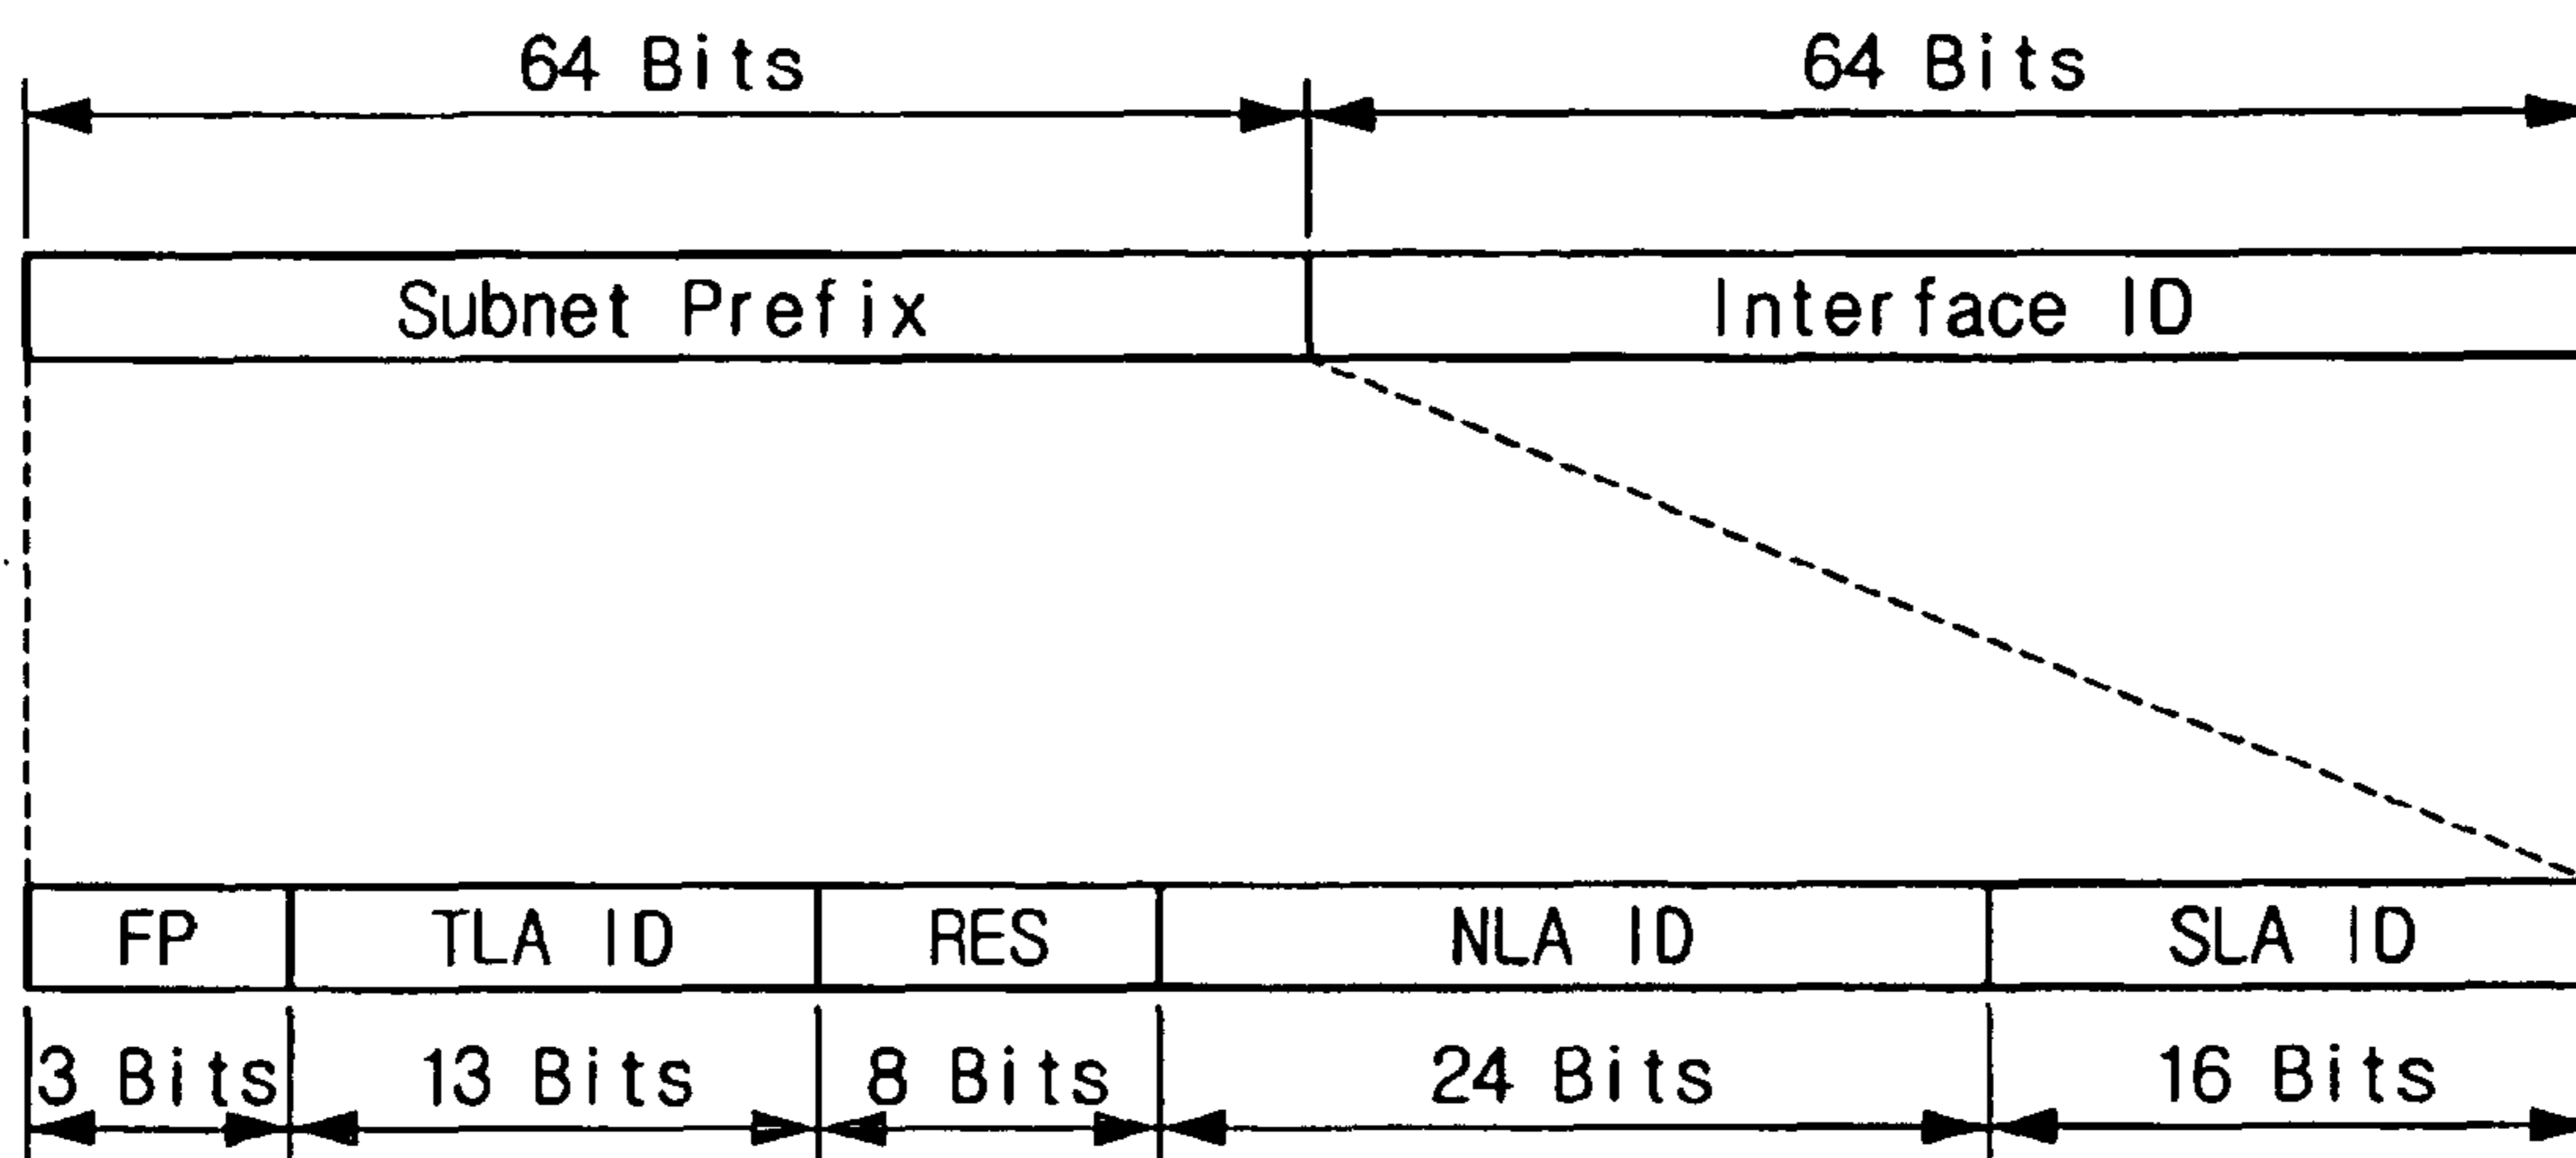 64 Bits 64 Bits
Subnet Prefix Interface ID
FP TLA ID RES NLA ID SLA ID
3 Bits 13 Bits 8 Bits 24 Bits 16 Bits